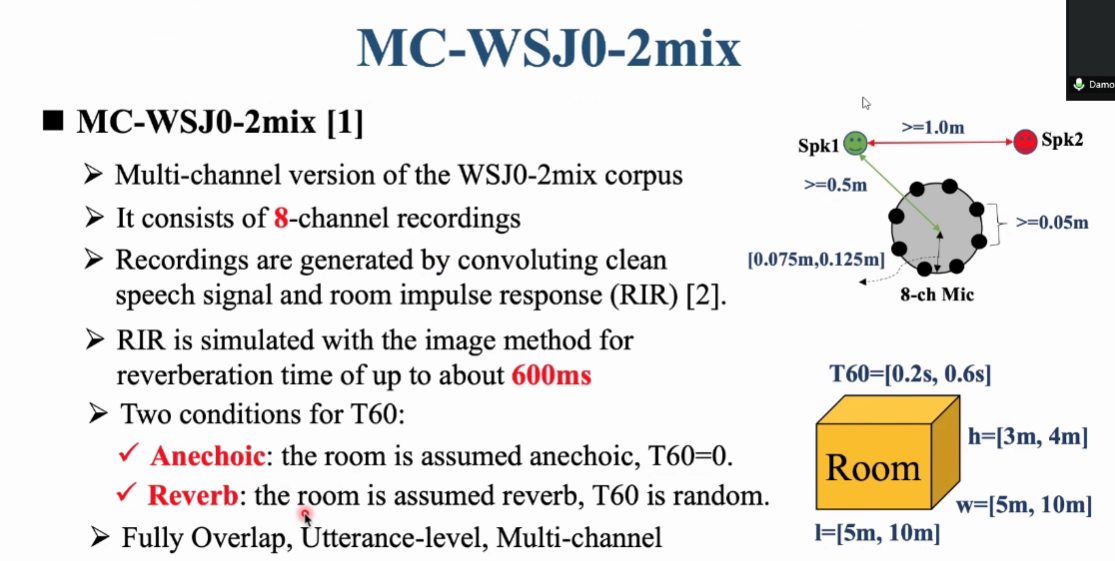 MC-WSJ0-2mix
Damo
■ MC-WSJ0-2mix [1]
➢ Multi-channel version of the WSJ0-2mix corpus
➢ It consists of 8-channel recordings
➢ Recordings are generated by convoluting clean
speech signal and room impulse response (RIR) [2].
➢ RIR is simulated with the image method for
reverberation time of up to about 600ms
➢ Two conditions for T60:
✓ Anechoic: the room is assumed anechoic, T60=0.
✓ Reverb: the room is assumed reverb, T60 is random.
➢ Fully Overlap, Utterance-level, Multi-channel
>=1.0m
Spk1
Spk2
>=0.5m
>=0.05m
[0.075m,0.125m]
8-ch Mic
T60=[0.2s, 0.6s]
h=[3m, 4m]
Room
w=[5m, 10m]
l=[5m, 10m]